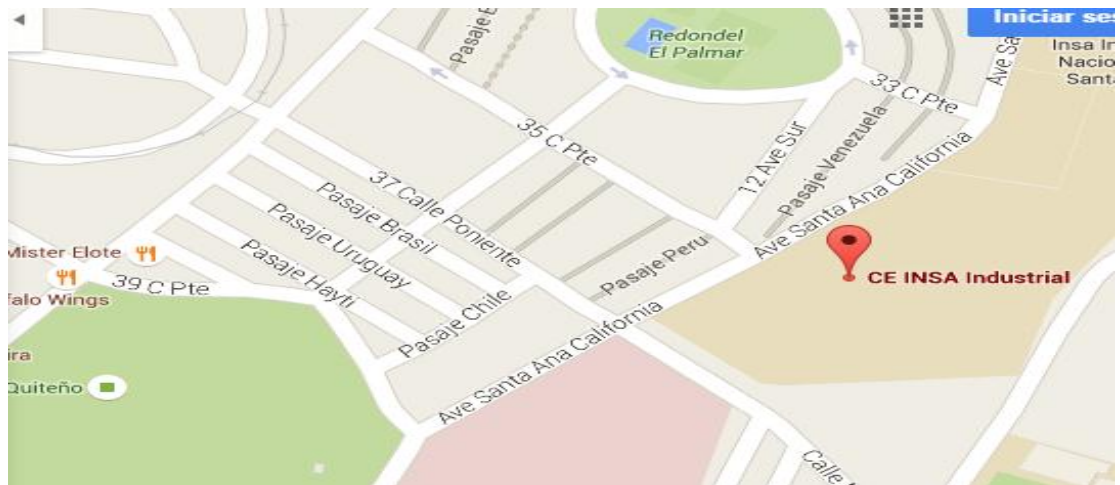 Iniciar ses
Redondel
El Palmar
Insa In
Nacio
Santa
Ave Sa
Pasaje E
33 C Pte
35 C Pte
12 Ave Sur
Pasaje Venezuela
Ave Santa Ana California
37 Calle Poniente
Pasaje Brasil
Pasaje Uruguay
Pasaje Hayti
Pasaje Peru
Mister Elote
falo Wings
39 C Pte
CE INSA Industrial
Pasaje Chile
Ave Santa Ana California
ira
Quiteño
Calle